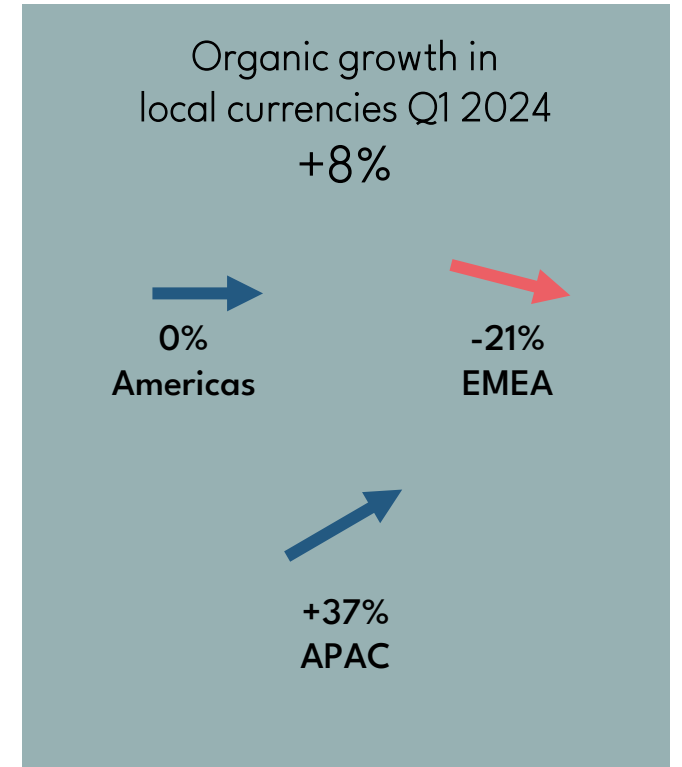 Organic growth in
local currencies Q1 2024
+8%
0%
Americas
-21%
EMEA
+37%
APAC